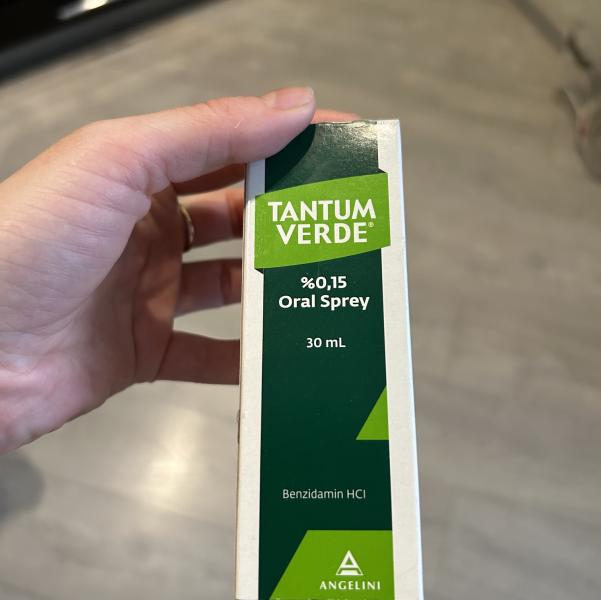 TANTUM
VERDE®
%0,15
Oral Sprey
30 mL
Benzidamin HCl
ANGELINI